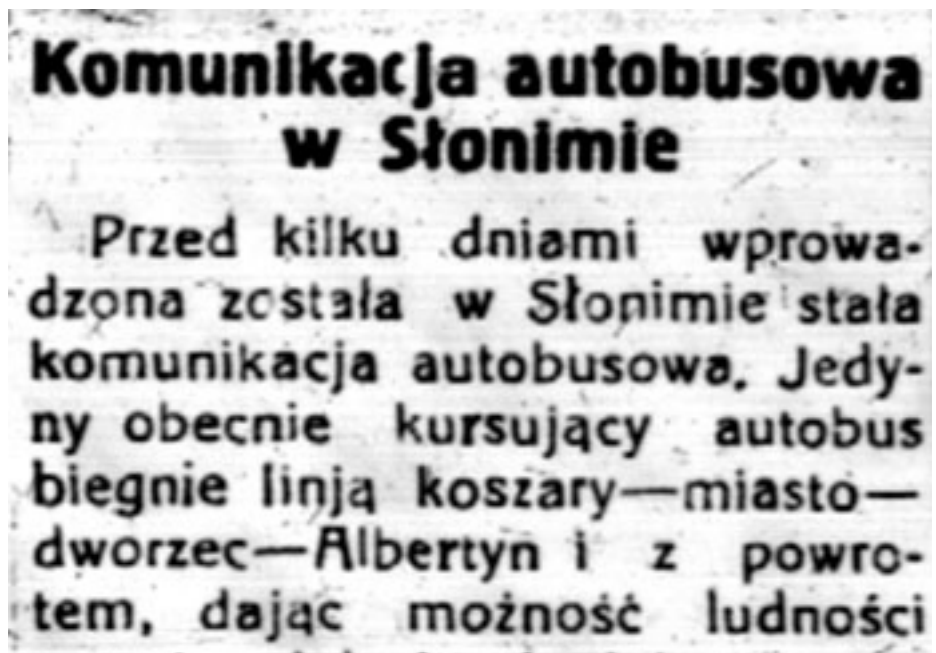 Komunikacja autobusowa
w Słonimie
Przed kilku dniami wprowa-
dzona została w Słonimie stała
komunikacja autobusowa. Jedy-
ny obecnie kursujący autobus
biegnie linją koszary—miasto—
dworzec—Albertyn i z powro-
tem, dając możność ludności